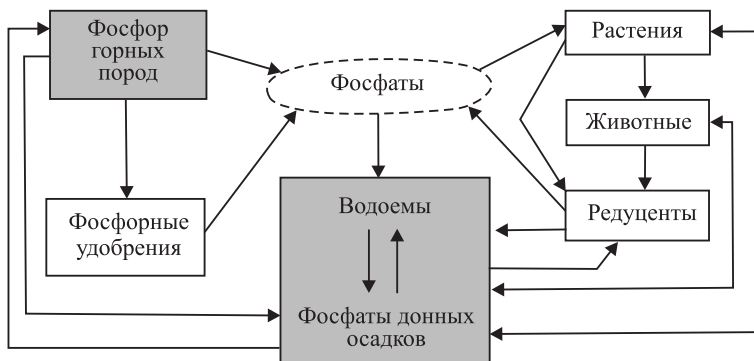 Фосфор
горных
пород
Фосфаты
Растения
Животные
Фосфорные
удобрения
Редуценты
Водоемы
Фосфаты донных
осадков